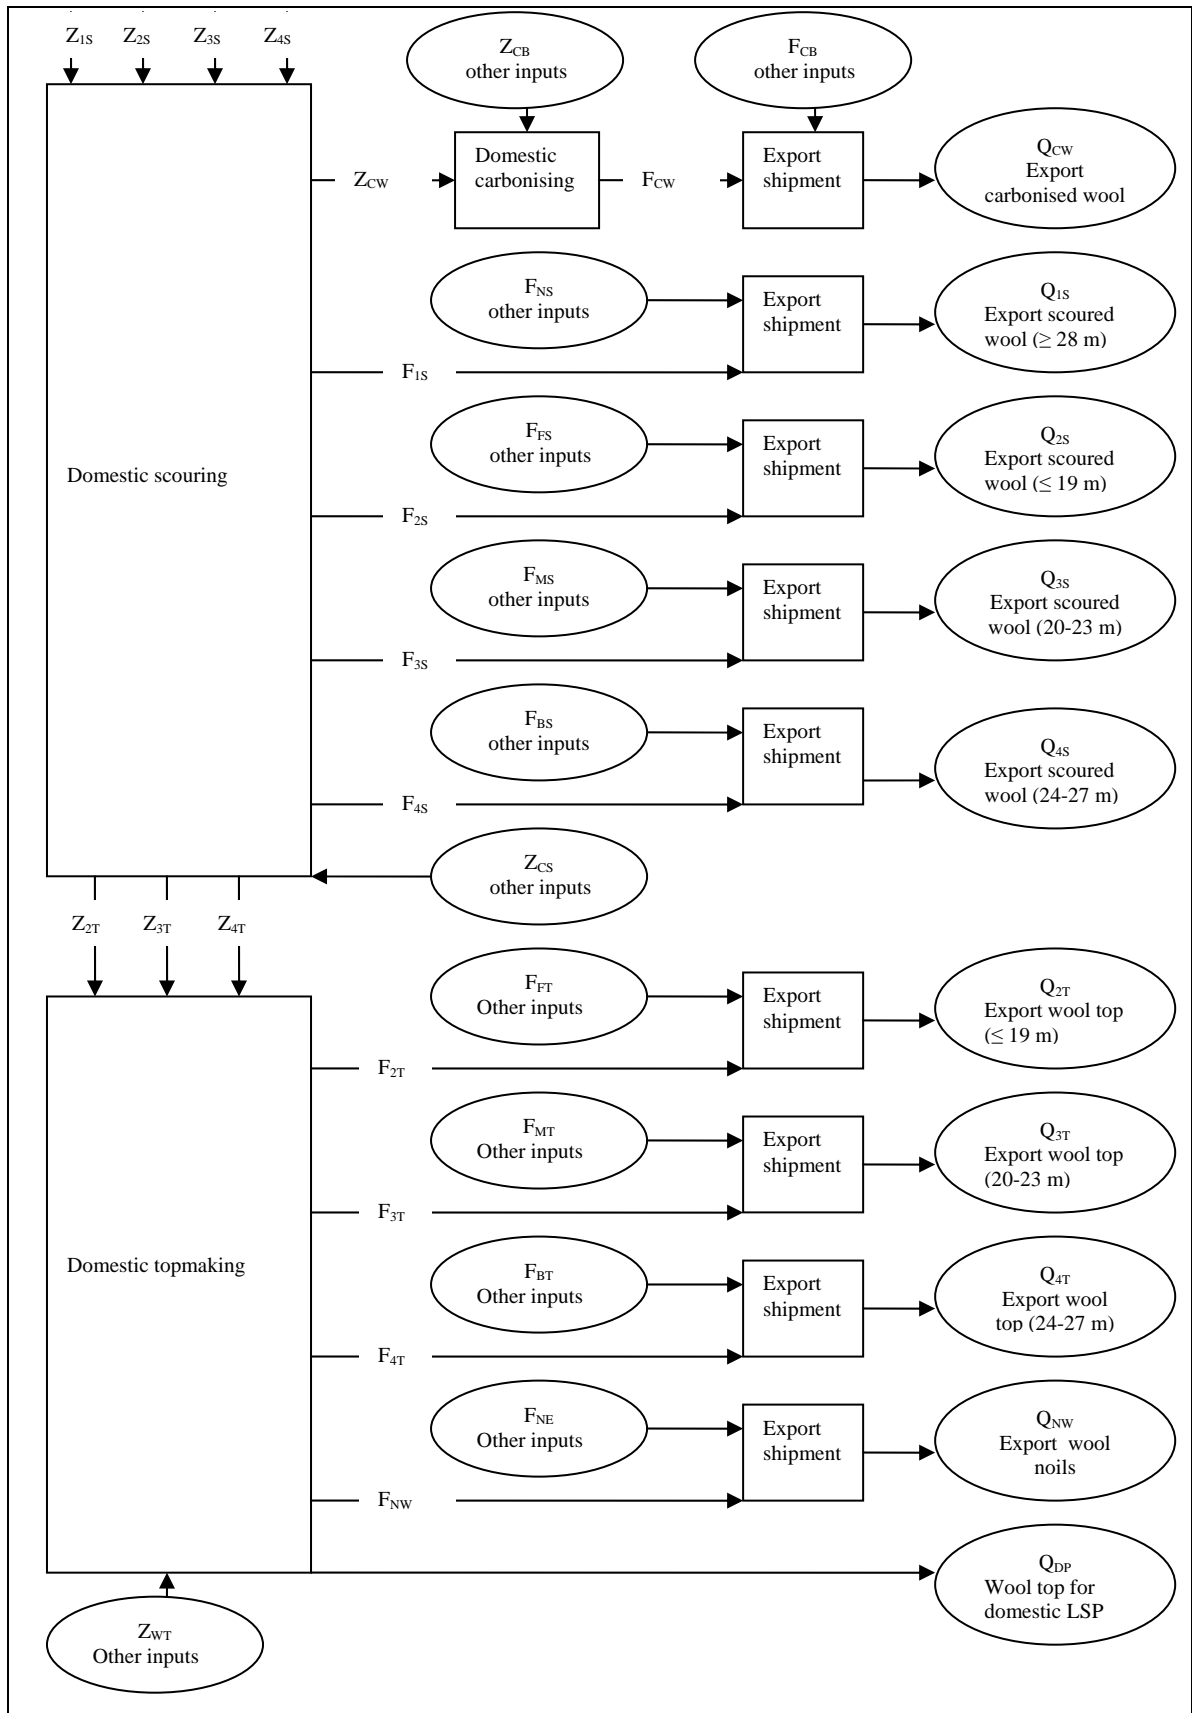 Z1S Z2S Z3S Z4S
ZCB
other inputs
FCB
other inputs
Domestic
carbonising
Export
shipment
QCW
Export
carbonised wool
ZCW
FCW
FNS
other inputs
Export
shipment
Q1S
Export scoured
wool (≥ 28 m)
F1S
FFS
other inputs
Export
shipment
Q2S
Export scoured
wool (≤ 19 m)
Domestic scouring
F2S
FMS
other inputs
Export
shipment
Q3S
Export scoured
wool (20-23 m)
F3S
FBS
other inputs
Export
shipment
Q4S
Export scoured
wool (24-27 m)
F4S
ZCS
other inputs
Z2T Z3T Z4T
FFT
Other inputs
Export
shipment
Q2T
Export wool top
(≤ 19 m)
F2T
FMT
Other inputs
Export
shipment
Q3T
Export wool top
(20-23 m)
F3T
Domestic topmaking
FBT
Other inputs
Export
shipment
Q4T
Export wool
top (24-27 m)
F4T
FNE
Other inputs
Export
shipment
QNW
Export wool
noils
FNW
QDP
Wool top for
domestic LSP
ZWT
Other inputs